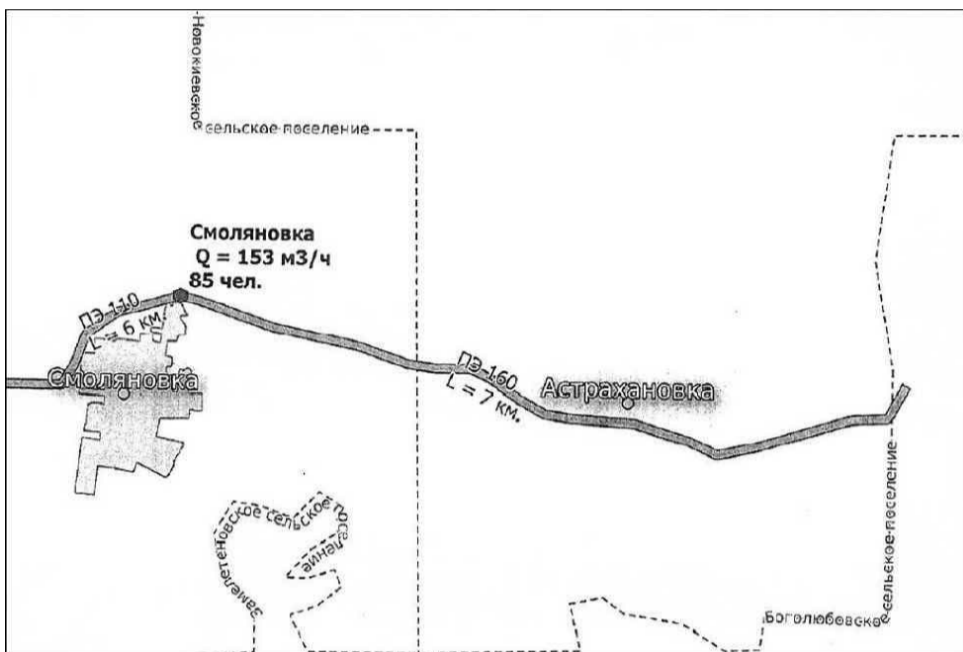 Новокиевское
сельское поселение
Смоляновка
Q = 153 м3/ч
85 чел.
ПЭ-110
L = 6 км.
Смоляновка
ПЭ-160
L = 7 км.
Астрахановка
Замелетеновское сельское поселение
Боголюбовское
сельское поселение